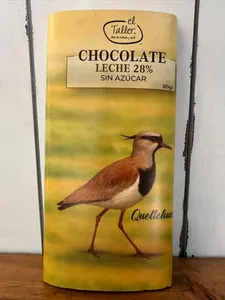 el
Taller
CHOCOLATE
LECHE 28%
SIN AZÚCAR
80g
Queltehue